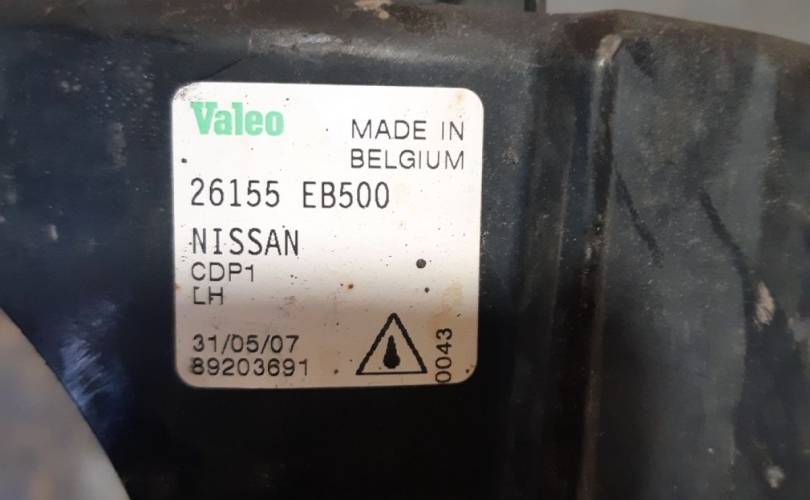 Valeo
MADE IN
BELGIUM
26155 EB500
NISSAN
CDP1
LH
31/05/07
89203691
0043